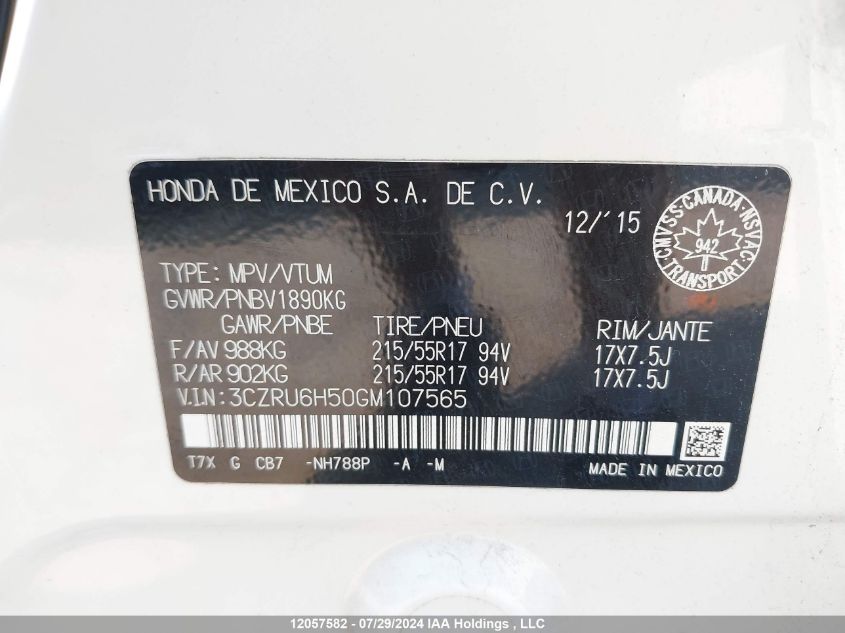 HONDA DE MEXICO S.A. DE C.V.
12/'15
CMVSS·CANADA·NSVAC·TRANSPORT·
942
TYPE: MPV/VTUM
GVWR/PNBV1890KG
GAWR/PNBE TIRE/PNEU RIM/JANTE
F/AV 988KG 215/55R17 94V 17X7.5J
R/AR 902KG 215/55R17 94V 17X7.5J
V.IN: 3CZRU6H50GM107565
T7X G CB7 -NH788P -A -M MADE IN MEXICO
12057582 - 07/29/2024 IAA Holdings , LLC